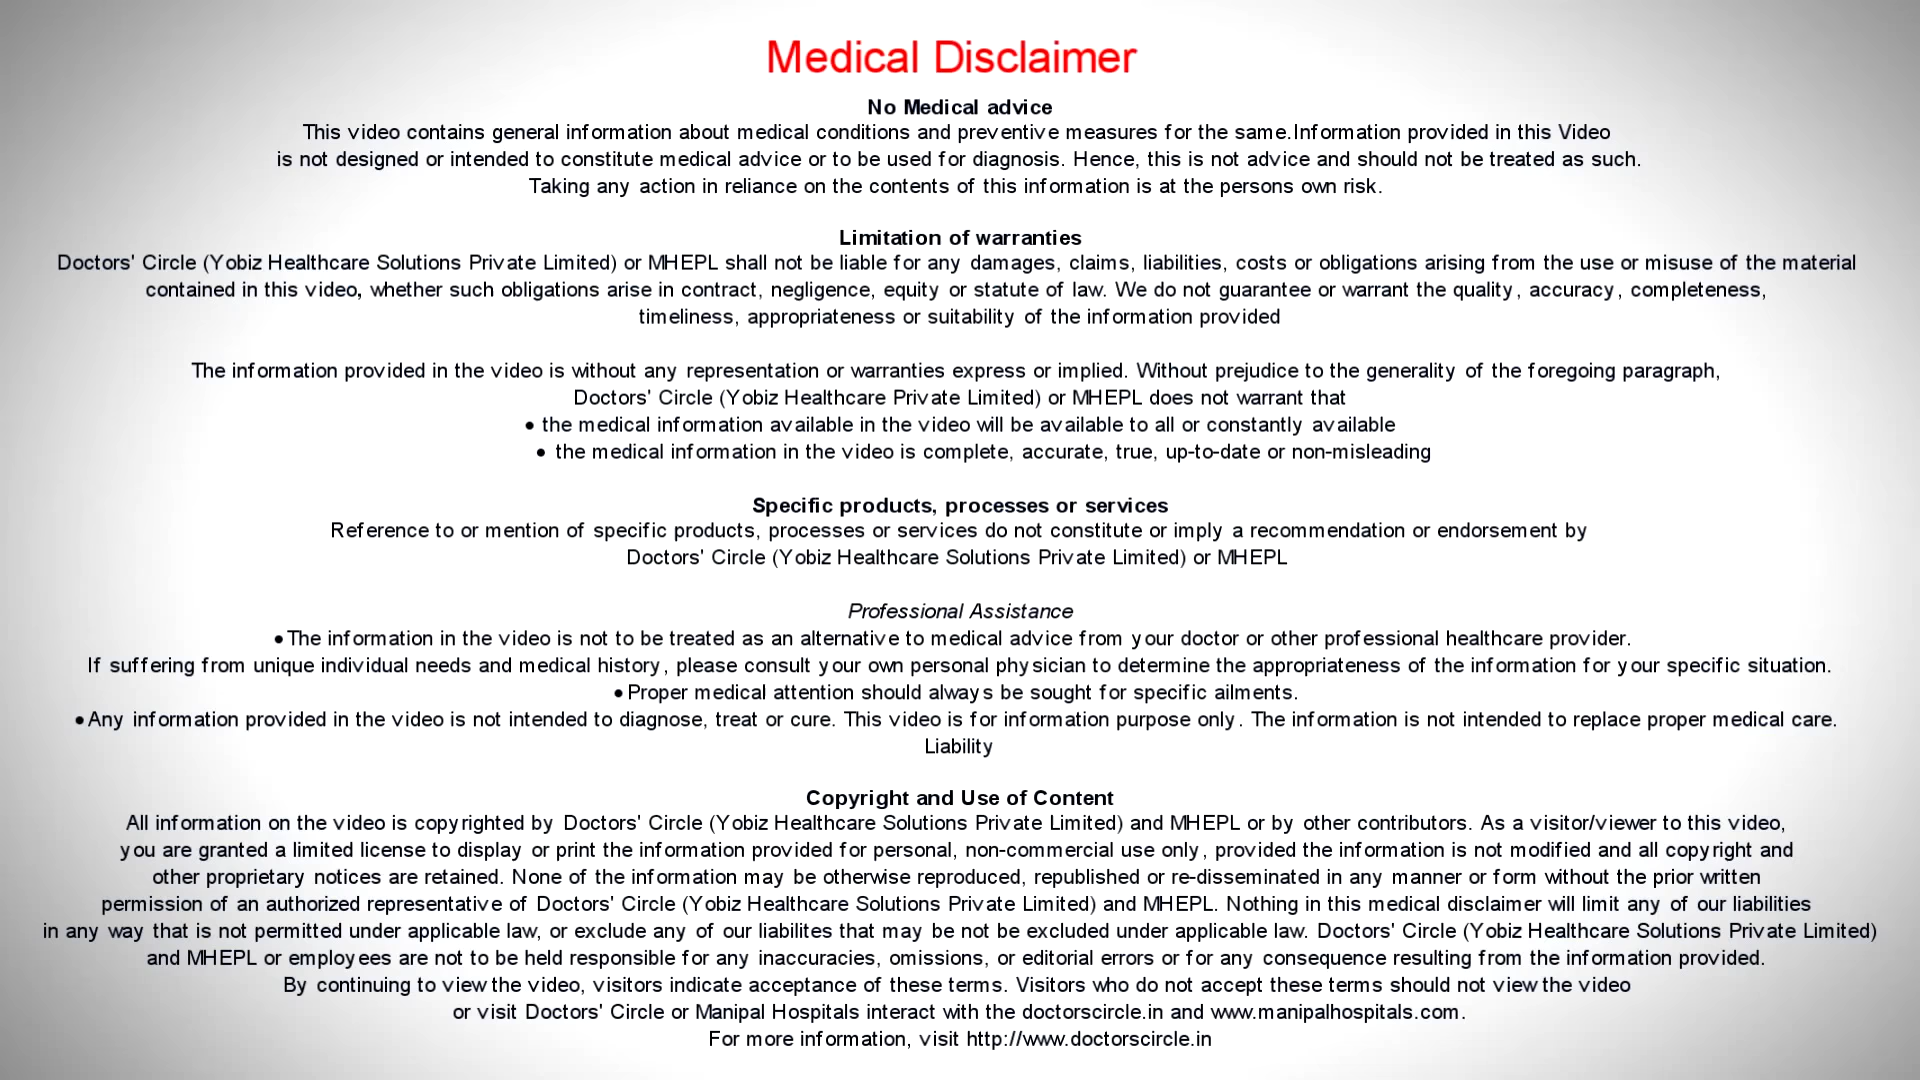 Medical Disclaimer
No Medical advice
This video contains general information about medical conditions and preventive measures for the same.Information provided in this Video
is not designed or intended to constitute medical advice or to be used for diagnosis. Hence, this is not advice and should not be treated as such.
Taking any action in reliance on the contents of this information is at the persons own risk.
Limitation of warranties
Doctors' Circle (Yobiz Healthcare Solutions Private Limited) or MHEPL shall not be liable for any damages, claims, liabilities, costs or obligations arising from the use or misuse of the material
contained in this video, whether such obligations arise in contract, negligence, equity or statute of law. We do not guarantee or warrant the quality, accuracy, completeness,
timeliness, appropriateness or suitability of the information provided
The information provided in the video is without any representation or warranties express or implied. Without prejudice to the generality of the foregoing paragraph,
Doctors' Circle (Yobiz Healthcare Private Limited) or MHEPL does not warrant that
• the medical information available in the video will be available to all or constantly available
• the medical information in the video is complete, accurate, true, up-to-date or non-misleading
Specific products, processes or services
Reference to or mention of specific products, processes or services do not constitute or imply a recommendation or endorsement by
Doctors' Circle (Yobiz Healthcare Solutions Private Limited) or MHEPL
Professional Assistance
•The information in the video is not to be treated as an alternative to medical advice from your doctor or other professional healthcare provider.
If suffering from unique individual needs and medical history, please consult your own personal physician to determine the appropriateness of the information for your specific situation.
•Proper medical attention should always be sought for specific ailments.
•Any information provided in the video is not intended to diagnose, treat or cure. This video is for information purpose only. The information is not intended to replace proper medical care.
Liability
Copyright and Use of Content
All information on the video is copyrighted by Doctors' Circle (Yobiz Healthcare Solutions Private Limited) and MHEPL or by other contributors. As a visitor/viewer to this video,
you are granted a limited license to display or print the information provided for personal, non-commercial use only, provided the information is not modified and all copyright and
other proprietary notices are retained. None of the information may be otherwise reproduced, republished or re-disseminated in any manner or form without the prior written
permission of an authorized representative of Doctors' Circle (Yobiz Healthcare Solutions Private Limited) and MHEPL. Nothing in this medical disclaimer will limit any of our liabilities
in any way that is not permitted under applicable law, or exclude any of our liabilites that may be not be excluded under applicable law. Doctors' Circle (Yobiz Healthcare Solutions Private Limited)
and MHEPL or employees are not to be held responsible for any inaccuracies, omissions, or editorial errors or for any consequence resulting from the information provided.
By continuing to view the video, visitors indicate acceptance of these terms. Visitors who do not accept these terms should not view the video
or visit Doctors' Circle or Manipal Hospitals interact with the doctorscircle.in and www.manipalhospitals.com.
For more information, visit http://www.doctorscircle.in